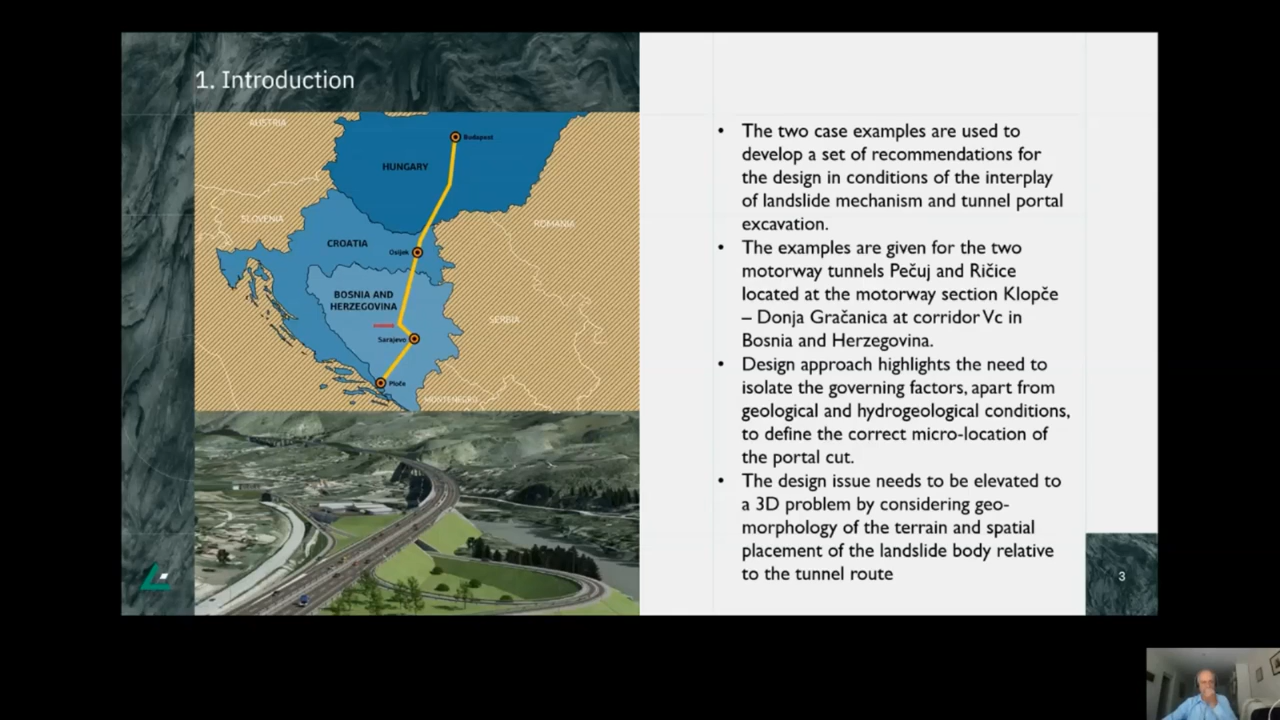 1. Introduction
AUSTRIA
Budapest
HUNGARY
SLOVENIA
ROMANIA
CROATIA
Osijek
BOSNIA AND
HERZEGOVINA
SERBIA
Sarajevo
Ploče
MONTENEGRO
• The two case examples are used to
develop a set of recommendations for
the design in conditions of the interplay
of landslide mechanism and tunnel portal
excavation.
• The examples are given for the two
motorway tunnels Pečuj and Ričice
located at the motorway section Klopče
– Donja Gračanica at corridor Vc in
Bosnia and Herzegovina.
• Design approach highlights the need to
isolate the governing factors, apart from
geological and hydrogeological conditions,
to define the correct micro-location of
the portal cut.
• The design issue needs to be elevated to
a 3D problem by considering geo-
morphology of the terrain and spatial
placement of the landslide body relative
to the tunnel route
3